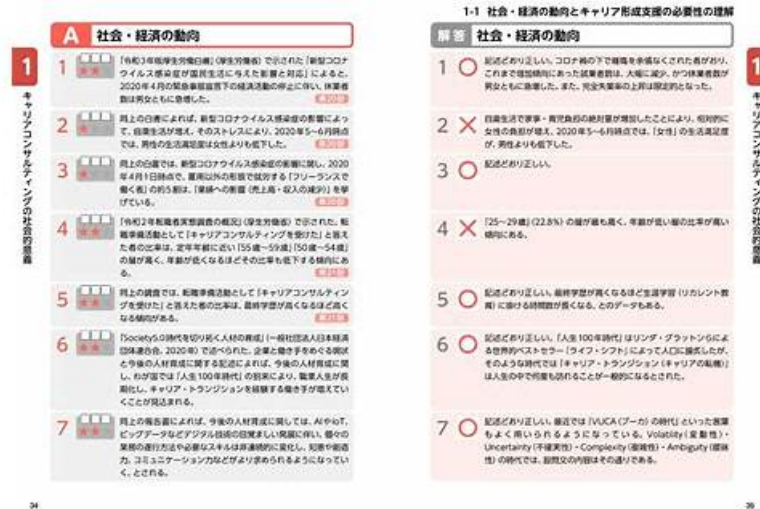 1-1 社会・経済の動向とキャリア形成支援の必要性の理解
A 社会・経済の動向
1
キャリアコンサルティングの社会的意義
1 「令和3年版厚生労働白書」(厚生労働省)で示された「新型コロナ
ウイルス感染症が国民生活に与えた影響と対応」によると、
2020年4月の緊急事態宣言下の経済活動の停止に伴い、休業者
数は男女ともに急増した。
2 同上の白書によれば、新型コロナウイルス感染症の影響によっ
て、自粛生活が増え、そのストレスにより、2020年5〜6月時点
では、男性の生活満足度は女性よりも低下した。
3 同上の白書では、新型コロナウイルス感染症の影響に関し、2020
年4月1日時点で、雇用以外の形態で就労する「フリーランスで
働く者」の約5割は、「業績への影響(売上高・収入の減少)」を挙
げている。
4 「令和2年転職者実態調査の概況」(厚生労働省)で示された、転
職準備活動として「キャリアコンサルティングを受けた」と答え
た者の比率は、定年年齢に近い「55歳〜59歳」「50歳〜54歳」
の層が高く、年齢が低くなるほどその比率も低下する傾向にあ
る。
5 同上の調査では、転職準備活動として「キャリアコンサルティン
グを受けた」と答えた者の比率は、最終学歴が高くなるほど高く
なる傾向がある。
6 「Society5.0時代を切り拓く人材の育成」(一般社団法人日本経済
団体連合会、2020年)で述べられた、企業と働き手をめぐる現状
と今後の人材育成に関する記述によれば、今後の人材育成に関
し、わが国では「人生100年時代」の到来により、職業人生が長
期化し、キャリア・トランジションを経験する働き手が増えてい
くことが見込まれる。
7 同上の報告書によれば、今後の人材育成に関しては、AIやIoT、
ビッグデータなどデジタル技術の目覚ましい発展に伴い、個々の
業務の遂行方法や必要なスキルは非連続的に変化し、知恵や創造
力、コミュニケーション力などがより求められるようになってい
く、とされる。
34
解答 社会・経済の動向
1 ○ 記述どおり正しい。コロナ禍の下で離職を余儀なくされた者がおり、
これまで増加傾向にあった就業者数は、大幅に減少、かつ休業者数が
男女ともに急増した。また、完全失業率の上昇は限定的となった。
2 × 自粛生活で家事・育児負担の絶対量が増加したことにより、相対的に
女性の負担が増え、2020年5〜6月時点では、「女性」の生活満足度
が、男性よりも低下した。
3 ○ 記述どおり正しい。
4 × 「25〜29歳」(22.8%)の層が最も高く、年齢が低い層の比率が高い
傾向にある。
5 ○ 記述どおり正しい。最終学歴が高くなるほど生涯学習(リカレント教
育)に割ける時間数が長くなる、とのデータもある。
6 ○ 記述どおり正しい。「人生100年時代」はリンダ・グラットンらによ
る世界的ベストセラー「ライフ・シフト」によって人口に膾炙したが、
そのような時代では「キャリア・トランジション(キャリアの転機)」
は人生の中で何度も訪れることが一般的になるとされた。
7 ○ 記述どおり正しい。最近では「VUCA(ブーカ)の時代」といった言葉
もよく用いられるようになっている。Volatility(変動性)・
Uncertainty(不確実性)・Complexity(複雑性)・Ambiguity(曖昧
性)の時代では、設問文の内容はその通りである。
1
キャリアコンサルティングの社会的意義
35